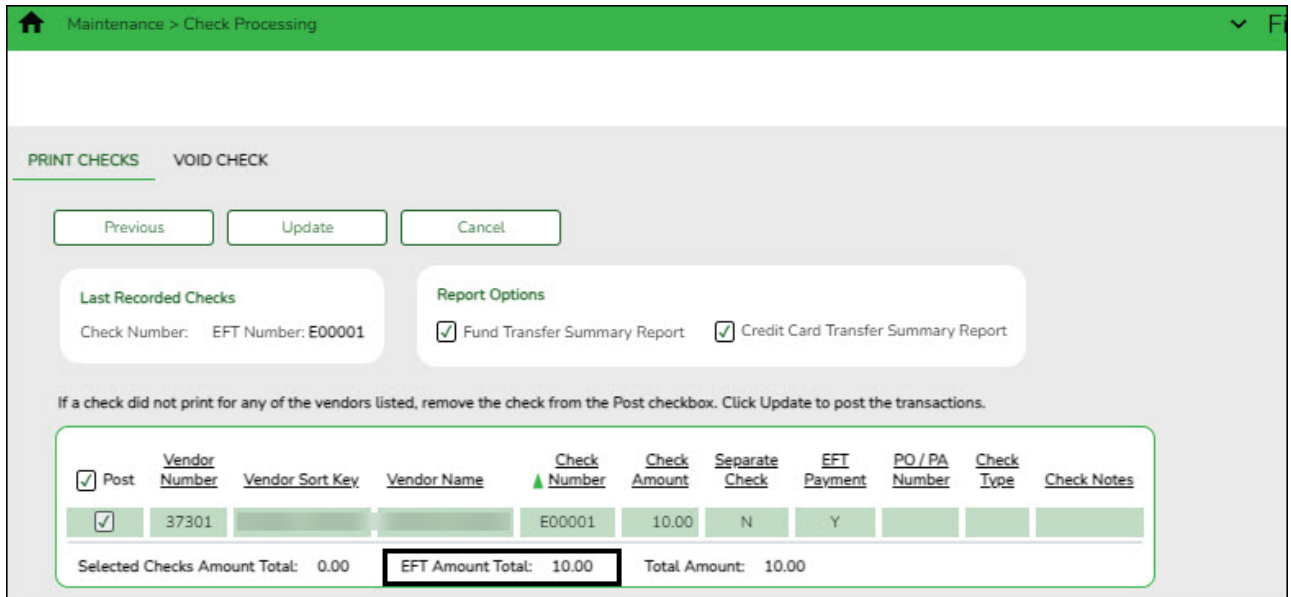 Maintenance > Check Processing
PRINT CHECKS VOID CHECK
Previous Update Cancel
Last Recorded Checks
Check Number: EFT Number: E00001
Report Options
Fund Transfer Summary Report Credit Card Transfer Summary Report
If a check did not print for any of the vendors listed, remove the check from the Post checkbox. Click Update to post the transactions.
Post Vendor Number Vendor Sort Key Vendor Name Check Number Check Amount Separate Check EFT Payment PO / PA Number Check Type Check Notes
37301 E00001 10.00 N Y
Selected Checks Amount Total: 0.00 EFT Amount Total: 10.00 Total Amount: 10.00